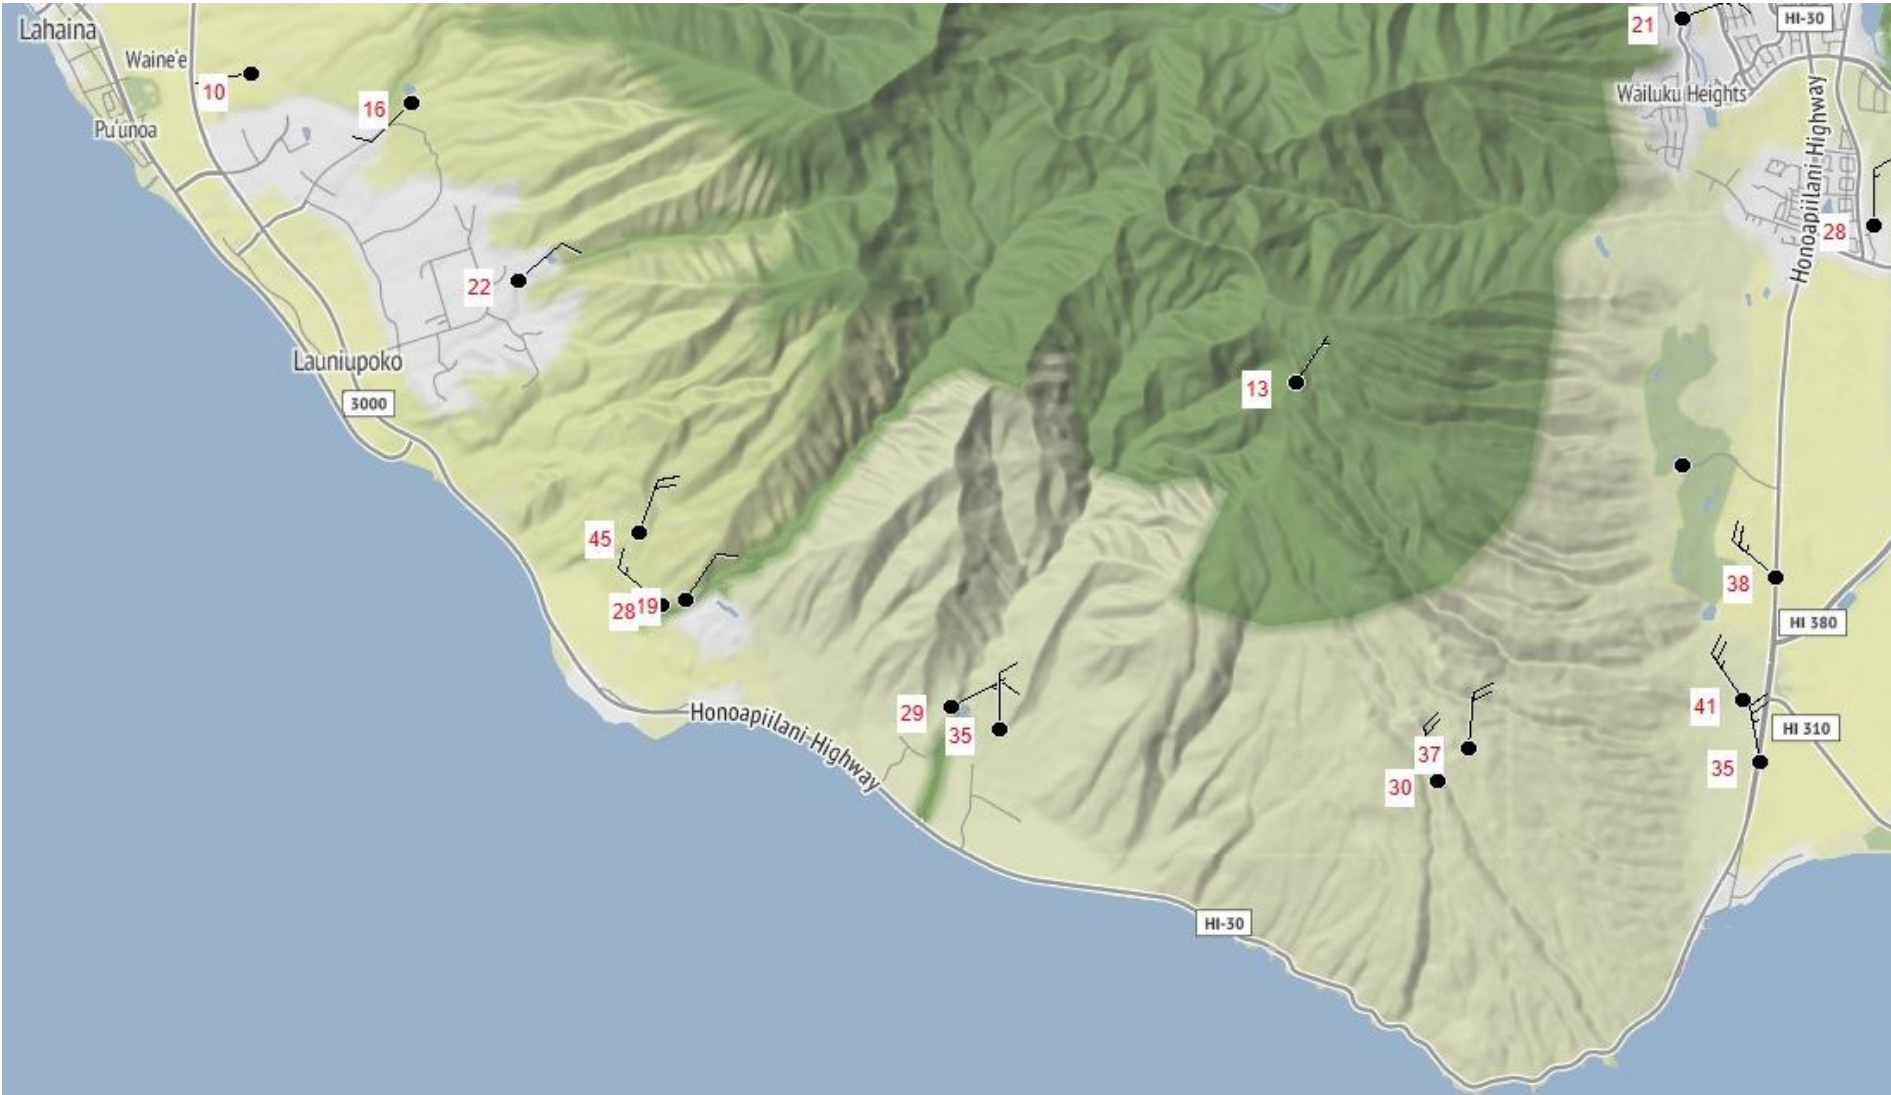 Lahaina
21
HI-30
Waine'e
10
16
Wailuku Heights
Pu'unoa
Honoapiilani-Highway
28
22
Launiupoko
13
3000
45
38
28
19
HI 380
29
Honoapiilani-Highway
35
41
HI 310
37
35
30
HI-30